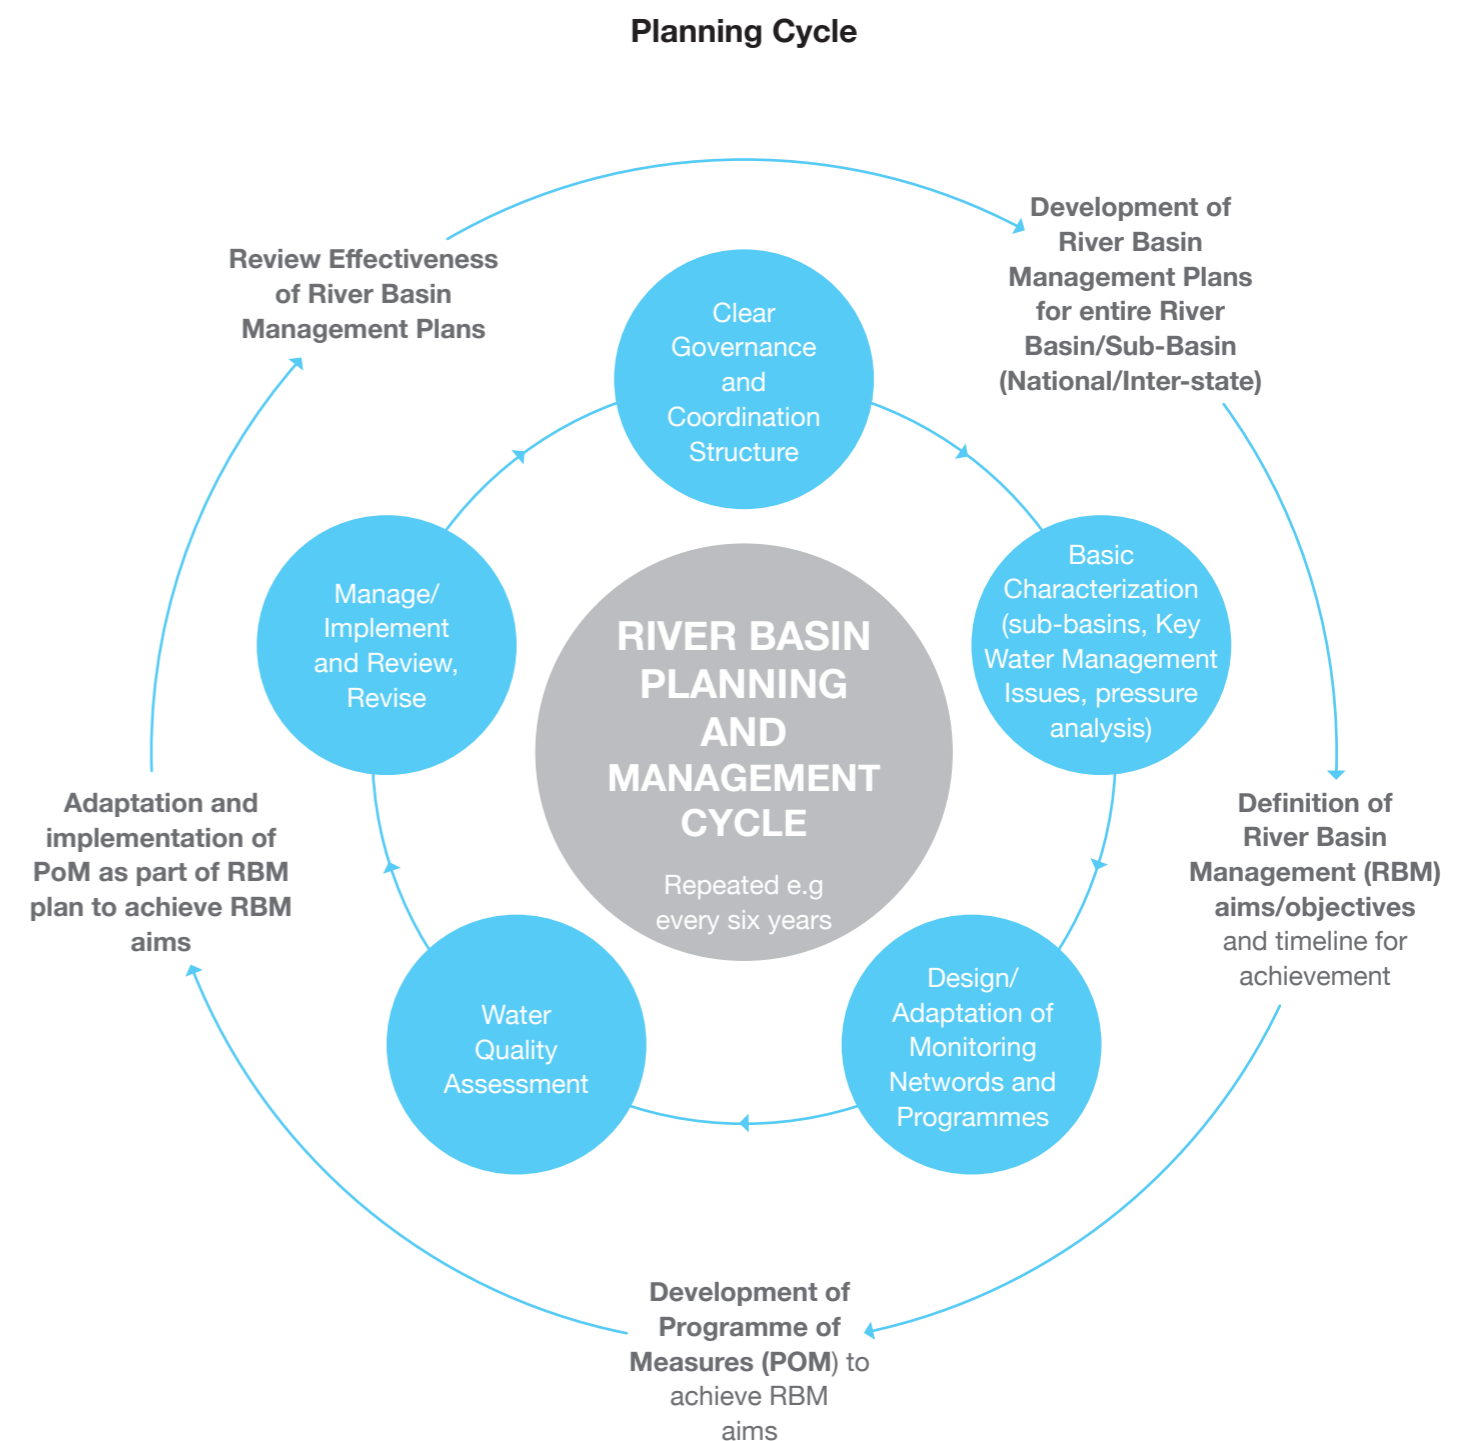 Planning Cycle
Review Effectiveness
of River Basin
Management Plans
Development of
River Basin
Management Plans
for entire River
Basin/Sub-Basin
(National/Inter-state)
Clear
Governance
and
Coordination
Structure
Manage/
Implement
and Review,
Revise
RIVER BASIN
PLANNING
AND
MANAGEMENT
CYCLE
Repeated e.g
every six years
Basic
Characterization
(sub-basins, Key
Water Management
Issues, pressure
analysis)
Adaptation and
implementation of
PoM as part of RBM
plan to achieve RBM
aims
Definition of
River Basin
Management (RBM)
aims/objectives
and timeline for
achievement
Water
Quality
Assessment
Design/
Adaptation of
Monitoring
Networds and
Programmes
Development of
Programme of
Measures (POM) to
achieve RBM
aims